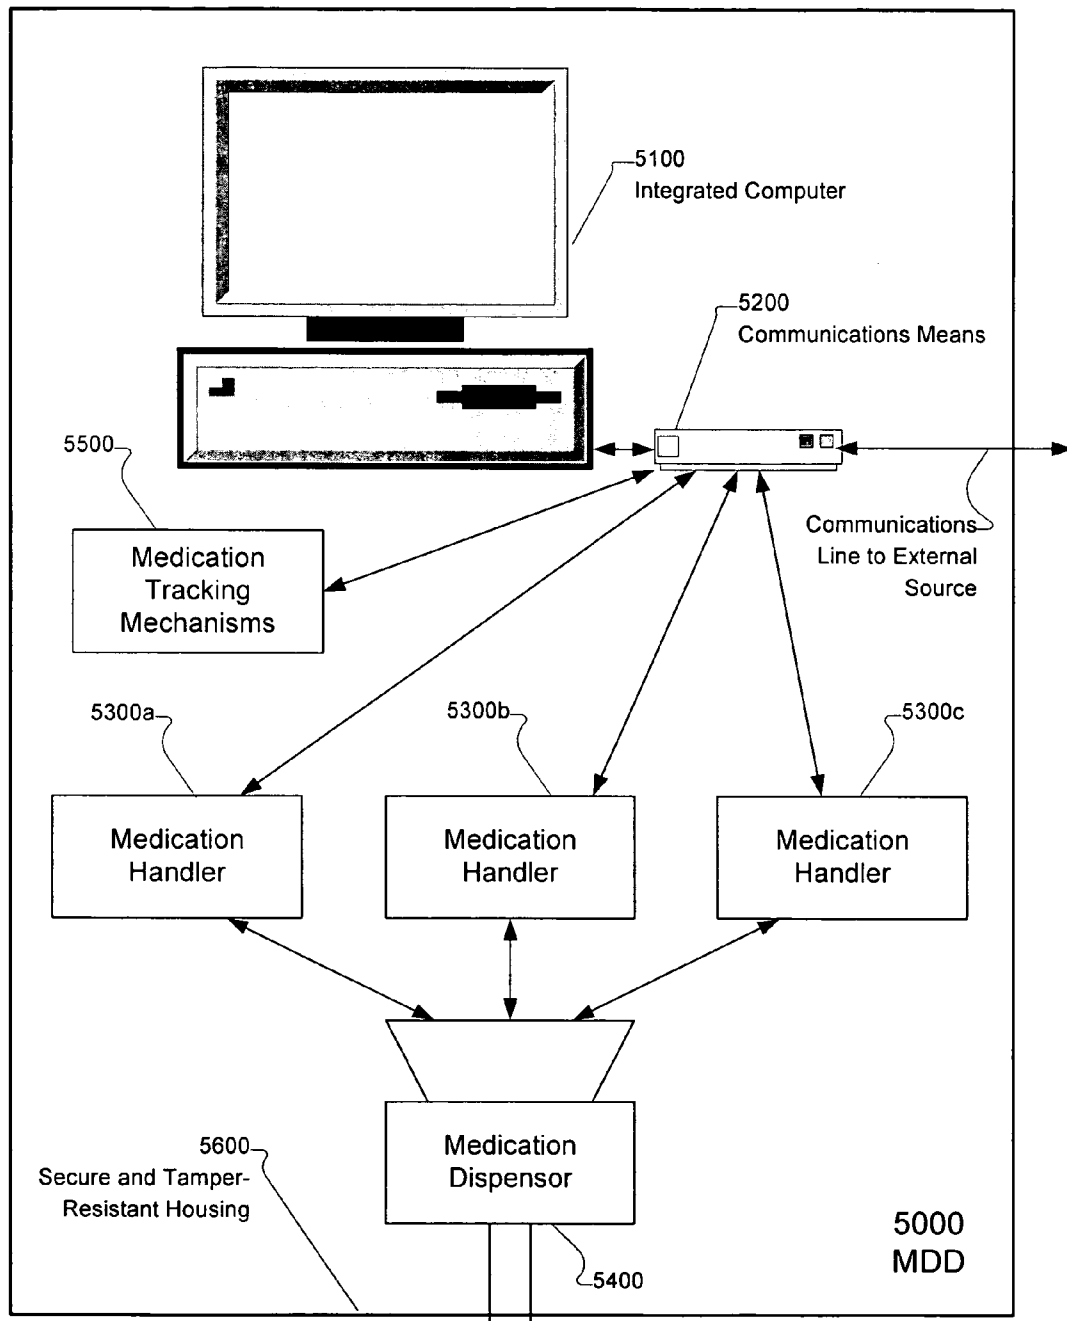 5100
Integrated Computer
5200
Communications Means
5500
Medication
Tracking
Mechanisms
Communications
Line to External
Source
5300a
5300b
5300c
Medication
Handler
Medication
Handler
Medication
Handler
Medication
Dispensor
5600
Secure and Tamper-
Resistant Housing
5400
5000
MDD